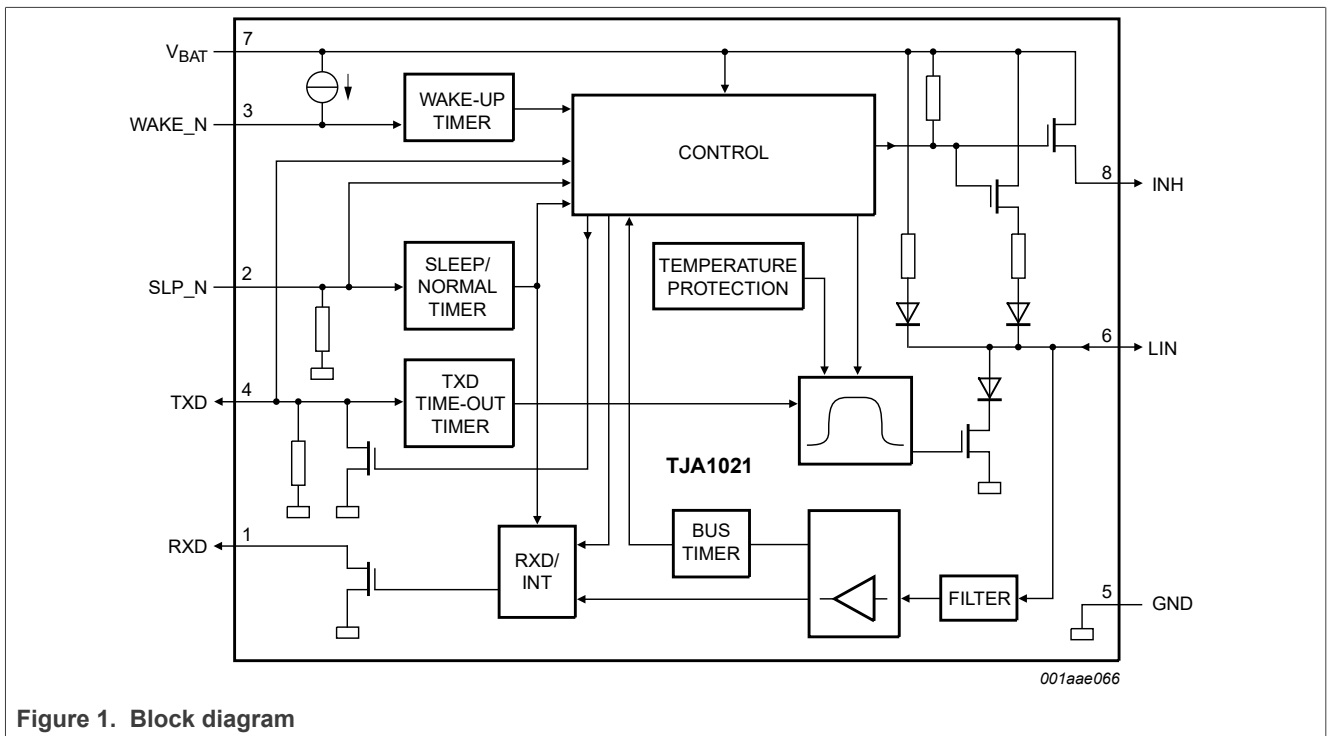 7
V_BAT
3
WAKE_N
WAKE-UP
TIMER
CONTROL
8
INH
2
SLP_N
SLEEP/
NORMAL
TIMER
TEMPERATURE
PROTECTION
6
LIN
4
TXD
TXD
TIME-OUT
TIMER
TJA1021
1
RXD
RXD/
INT
BUS
TIMER
FILTER
5
GND
001aae066
Figure 1. Block diagram